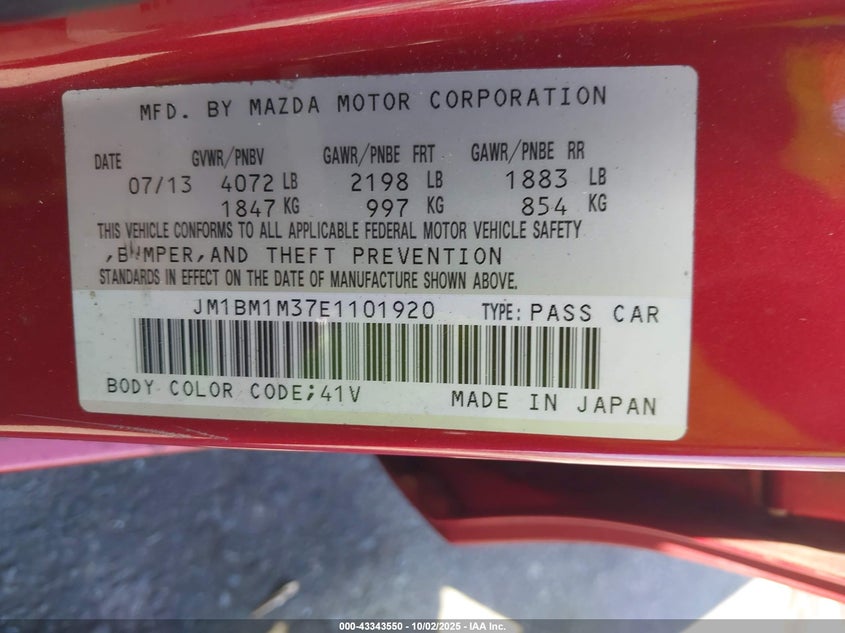 MFD. BY MAZDA MOTOR CORPORATION
DATE GVWR/PNBV GAWR/PNBE FRT GAWR/PNBE RR
07/13 4072 LB 2198 LB 1883 LB
1847 KG 997 KG 854 KG
THIS VEHICLE CONFORMS TO ALL APPLICABLE FEDERAL MOTOR VEHICLE SAFETY
,BUMPER,AND THEFT PREVENTION
STANDARDS IN EFFECT ON THE DATE OF MANUFACTURE SHOWN ABOVE.
JM1BM1M37E1101920 TYPE: PASS CAR
BODY COLOR CODE;41V MADE IN JAPAN
000-43343550 | 10/02/2025 - IAA Inc.